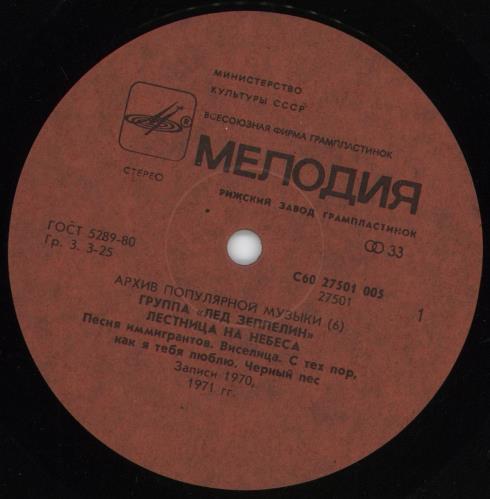 МИНИСТЕРСТВО
КУЛЬТУРЫ СССР
ВСЕСОЮЗНАЯ ФИРМА ГРАМПЛАСТИНОК
®
МЕЛОДИЯ
СТЕРЕО
РИЖСКИЙ ЗАВОД ГРАМПЛАСТИНОК
33
ГОСТ 5289-80
Гр. 3. 3-25
С60 27501 005
27501
1
АРХИВ ПОПУЛЯРНОЙ МУЗЫКИ (6)
ГРУППА «ЛЕД ЗЕППЕЛИН»
ЛЕСТНИЦА НА НЕБЕСА
Песня иммигрантов. Виселица. С тех пор,
как я тебя люблю. Черный пес
Записи 1970,
1971 гг.